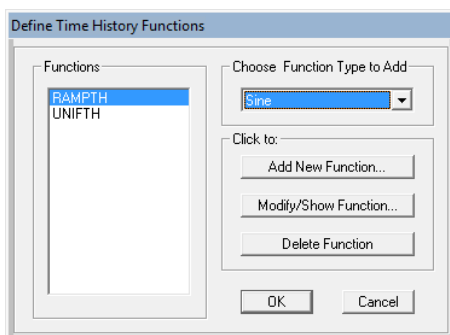 Define Time History Functions
Functions
RAMPTH
UNIFTH
Choose Function Type to Add
Sine
Click to:
Add New Function...
Modify/Show Function...
Delete Function
OK
Cancel